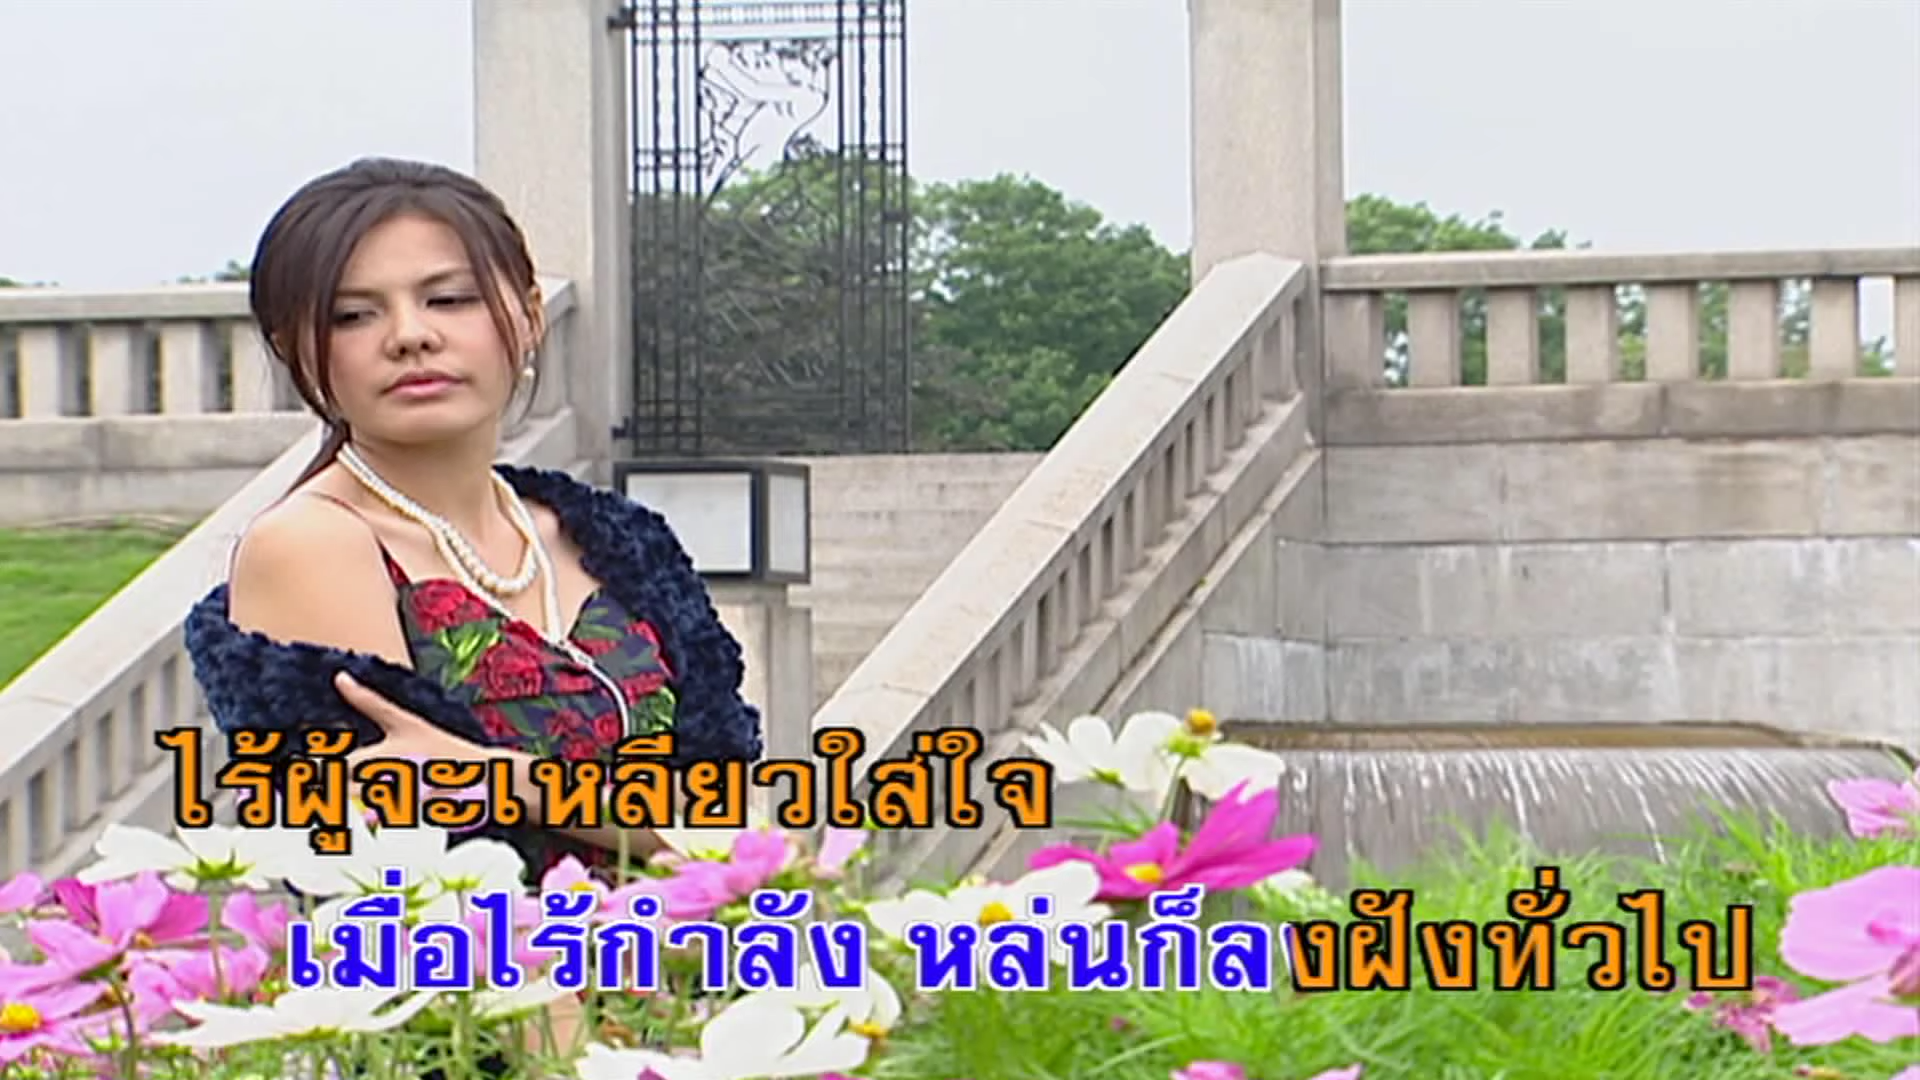 ไร้ผู้จะเหลียวใส่ใจ
เมื่อไร้กำลัง หล่นก็ลงฝังทั่วไป